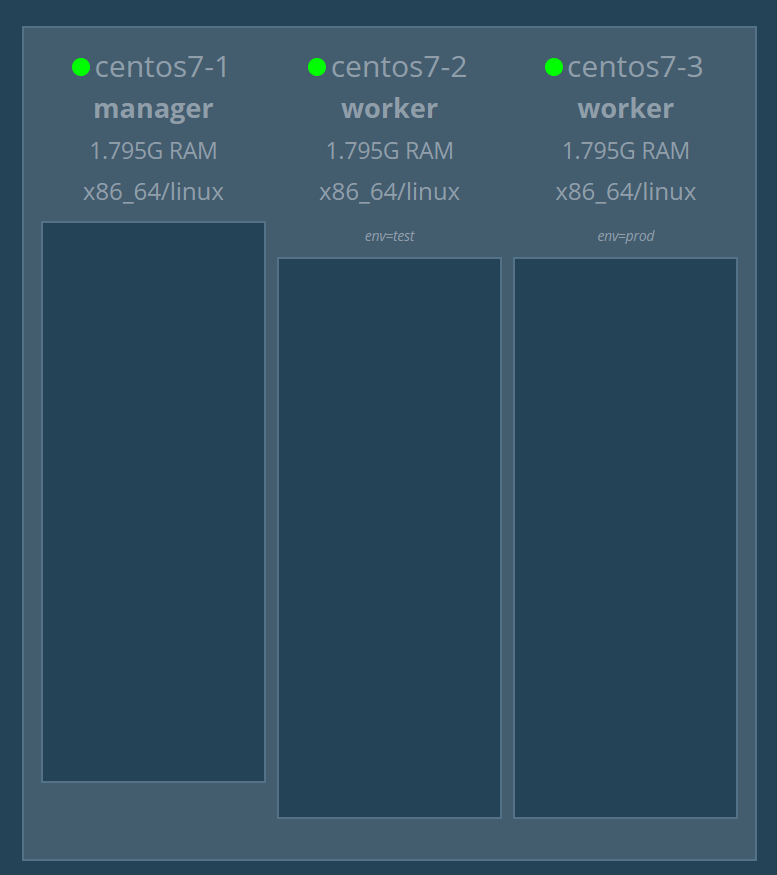 centos7-1
manager
1.795G RAM
x86_64/linux
centos7-2
worker
1.795G RAM
x86_64/linux
env=test
centos7-3
worker
1.795G RAM
x86_64/linux
env=prod